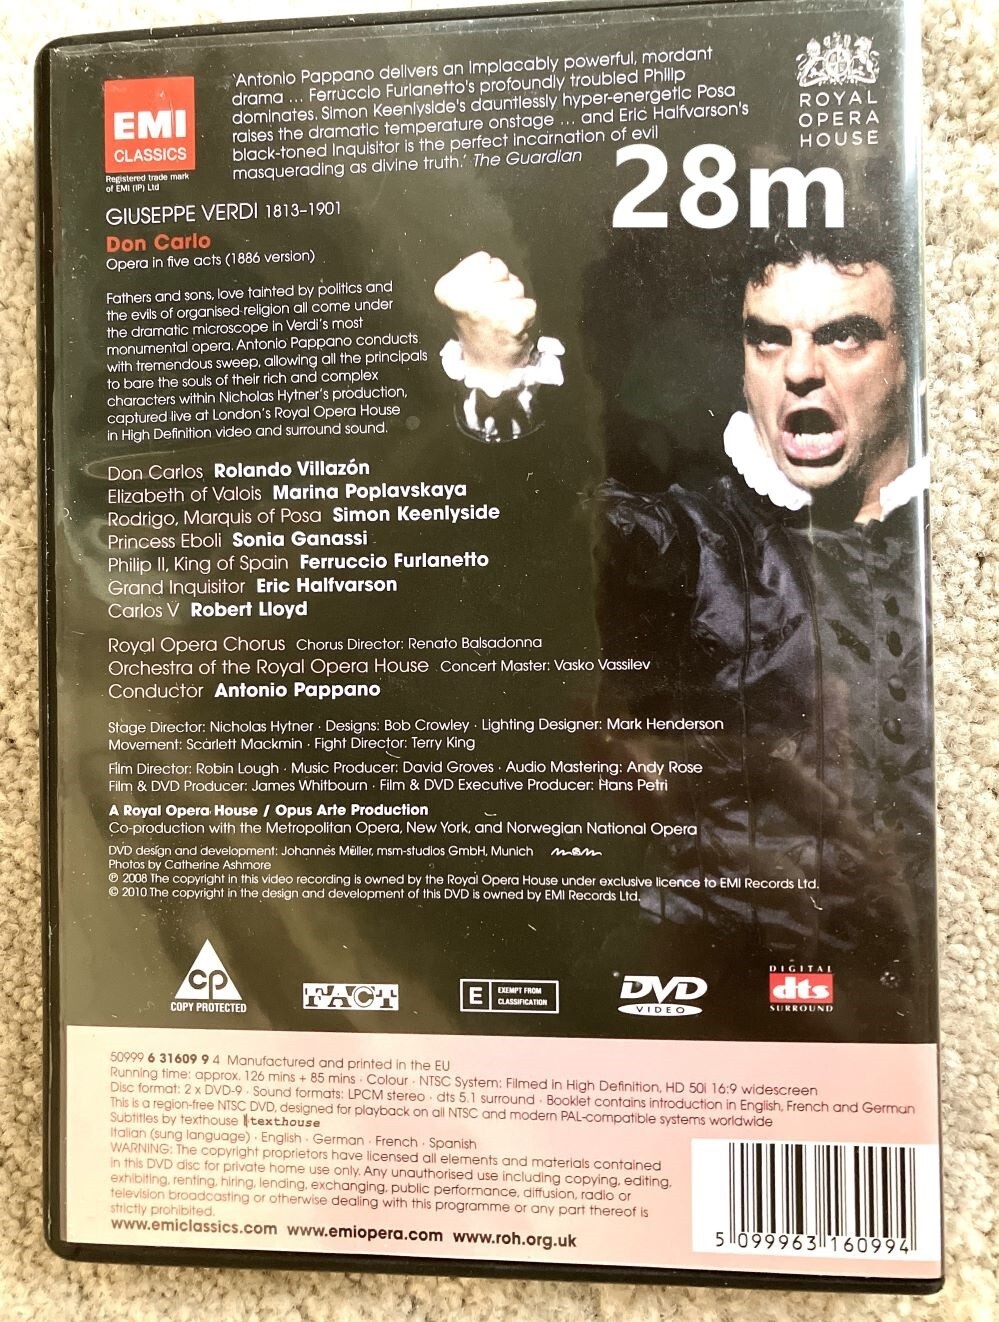 'Antonio Pappano delivers an implacably powerful, mordant
drama ... Ferruccio Furlanetto's profoundly troubled Philip
dominates. Simon Keenlyside's dauntlessly hyper-energetic Posa
raises the dramatic temperature onstage ... and Eric Halfvarson's
black-toned Inquisitor is the perfect incarnation of evil
masquerading as divine truth.' The Guardian
ROYAL
OPERA
HOUSE
EMI
CLASSICS
Registered trade mark
of EMI (IP) Ltd
28m
GIUSEPPE VERDI 1813-1901
Don Carlo
Opera in five acts (1886 version)
Fathers and sons, love tainted by politics and
the evils of organised religion all come under
the dramatic microscope in Verdi's most
monumental opera. Antonio Pappano conducts
with tremendous sweep, allowing all the principals
to bare the souls of their rich and complex
characters within Nicholas Hytner's production,
captured live at London's Royal Opera House
in High Definition video and surround sound.
Don Carlos Rolando Villazón
Elizabeth of Valois Marina Poplavskaya
Rodrigo, Marquis of Posa Simon Keenlyside
Princess Eboli Sonia Ganassi
Philip II, King of Spain Ferruccio Furlanetto
Grand Inquisitor Eric Halfvarson
Carlos V Robert Lloyd
Royal Opera Chorus Chorus Director: Renato Balsadonna
Orchestra of the Royal Opera House Concert Master: Vasko Vassilev
Conductor Antonio Pappano
Stage Director: Nicholas Hytner · Designs: Bob Crowley · Lighting Designer: Mark Henderson
Movement: Scarlett Mackmin · Fight Director: Terry King
Film Director: Robin Lough · Music Producer: David Groves · Audio Mastering: Andy Rose
Film & DVD Producer: James Whitbourn · Film & DVD Executive Producer: Hans Petri
A Royal Opera House / Opus Arte Production
Co-production with the Metropolitan Opera, New York, and Norwegian National Opera
DVD design and development: Johannes Müller, msm-studios GmbH, Munich msm
Photos by Catherine Ashmore
℗ 2008 The copyright in this video recording is owned by the Royal Opera House under exclusive licence to EMI Records Ltd.
© 2010 The copyright in the design and development of this DVD is owned by EMI Records Ltd.
CP
COPY PROTECTED
FACT
E EXEMPT FROM
CLASSIFICATION
DVD
VIDEO
DIGITAL
dts
SURROUND
50999 6 31609 9 4 Manufactured and printed in the EU
Running time: approx. 126 mins + 85 mins · Colour · NTSC System: Filmed in High Definition, HD 50i 16:9 widescreen
Disc format: 2 x DVD-9 · Sound formats: LPCM stereo · dts 5.1 surround · Booklet contains introduction in English, French and German
This is a region-free NTSC DVD, designed for playback on all NTSC and modern PAL-compatible systems worldwide
Subtitles by texthouse texthouse
Italian (sung language) · English · German · French · Spanish
WARNING: The copyright proprietors have licensed all elements and materials contained
in this DVD disc for private home use only. Any unauthorised use including copying, editing,
exhibiting, renting, hiring, lending, exchanging, public performance, diffusion, radio or
television broadcasting or otherwise dealing with this programme or any part thereof is
strictly prohibited.
www.emiclassics.com www.emiopera.com www.roh.org.uk
5 099963 160994